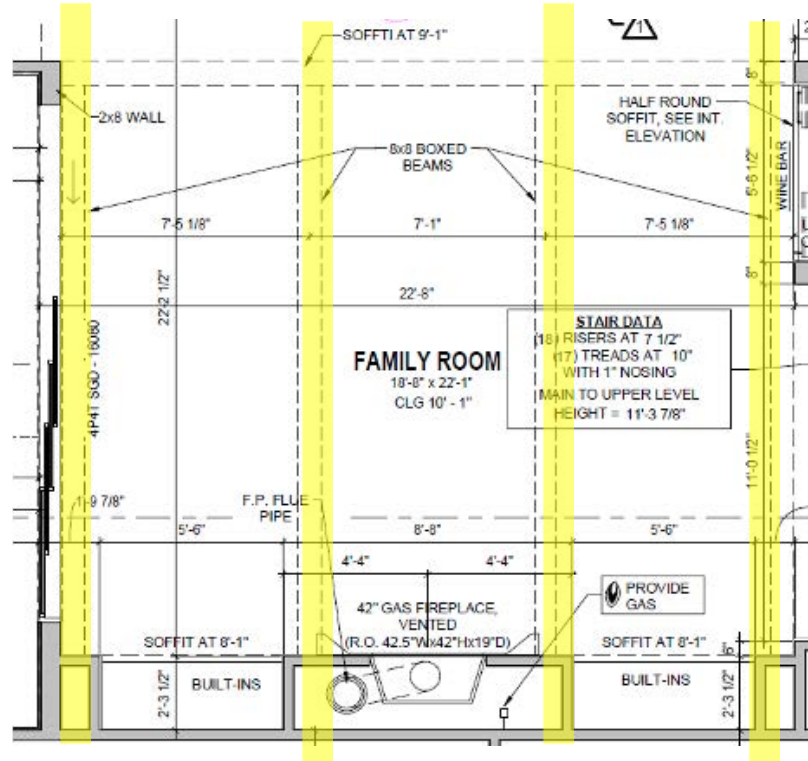 1
SOFFTI AT 9'-1"
2x8 WALL
8x8 BOXED
BEAMS
HALF ROUND
SOFFIT, SEE INT.
ELEVATION
8"
5'-6 1/2"
WINE BAR
7'-5 1/8"
7'-1"
7'-5 1/8"
8"
22'-2 1/2"
22'-8"
STAIR DATA
(18) RISERS AT 7 1/2"
(17) TREADS AT 10"
WITH 1" NOSING
MAIN TO UPPER LEVEL
HEIGHT = 11'-3 7/8"
FAMILY ROOM
18'-8" x 22'-1"
CLG 10' - 1"
4P4T SGD - 16080
11'-0 1/2"
1'-9 7/8"
F.P. FLUE
PIPE
5'-6"
8'-8"
5'-6"
4'-4"
4'-4"
42" GAS FIREPLACE,
VENTED
(R.O. 42.5"Wx42"Hx19"D)
PROVIDE
GAS
SOFFIT AT 8'-1"
SOFFIT AT 8'-1"
6"
BUILT-INS
BUILT-INS
2'-3 1/2"
2'-3 1/2"